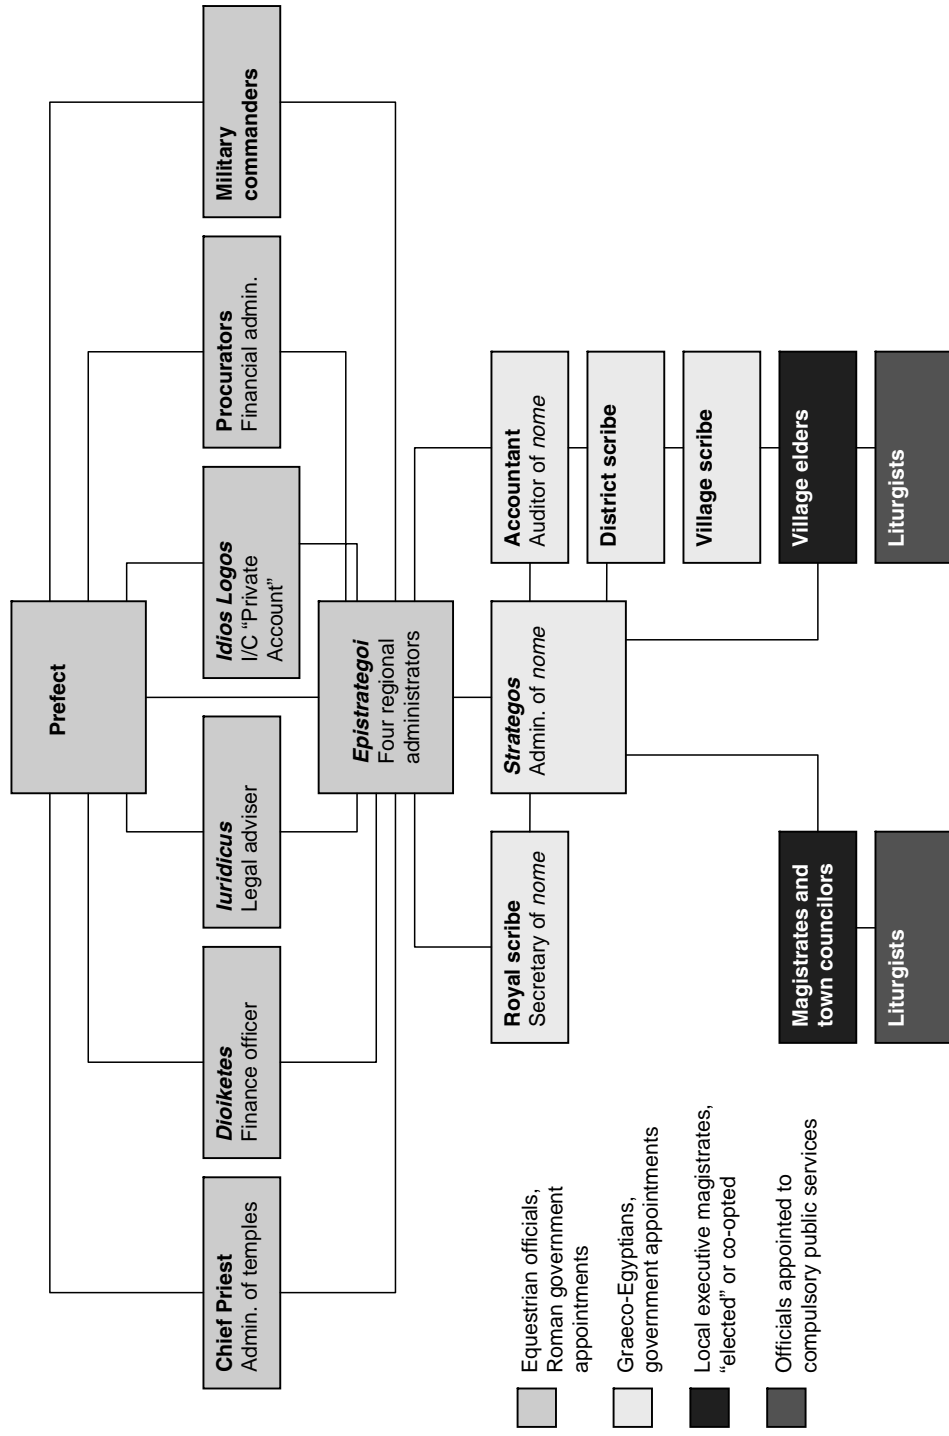 Prefect
Chief Priest
Admin. of temples
Dioiketes
Finance officer
Iuridicus
Legal adviser
Idios Logos
I/C “Private
Account”
Procurators
Financial admin.
Military
commanders
Epistrategoi
Four regional
administrators
Royal scribe
Secretary of nome
Strategos
Admin. of nome
Accountant
Auditor of nome
District scribe
Village scribe
Magistrates and
town councilors
Village elders
Liturgists
Liturgists
Equestrian officials,
Roman government
appointments
Graeco-Egyptians,
government appointments
Local executive magistrates,
“elected” or co-opted
Officials appointed to
compulsory public services